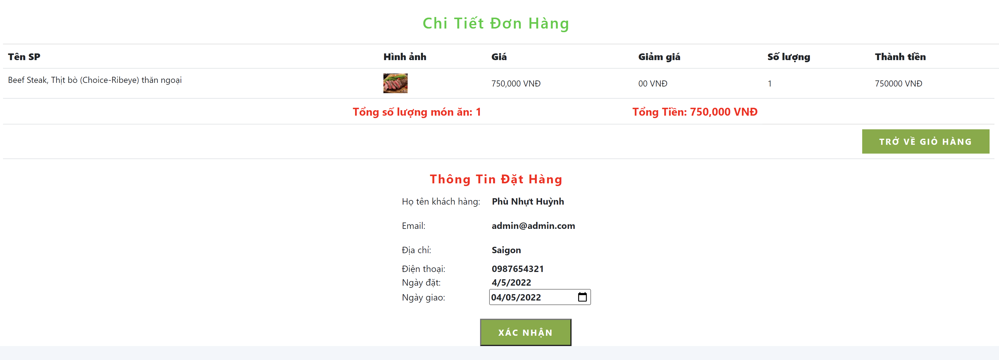 Chi Tiết Đơn Hàng
Tên SP Hình ảnh Giá Giảm giá Số lượng Thành tiền
Beef Steak, Thịt bò (Choice-Ribeye) thăn ngoại 750,000 VNĐ 00 VNĐ 1 750000 VNĐ
Tổng số lượng món ăn: 1 Tổng Tiền: 750,000 VNĐ
TRỞ VỀ GIỎ HÀNG
Thông Tin Đặt Hàng
Họ tên khách hàng: Phù Nhựt Huỳnh
Email: admin@admin.com
Địa chỉ: Saigon
Điện thoại: 0987654321
Ngày đặt: 4/5/2022
Ngày giao: 04/05/2022
XÁC NHẬN